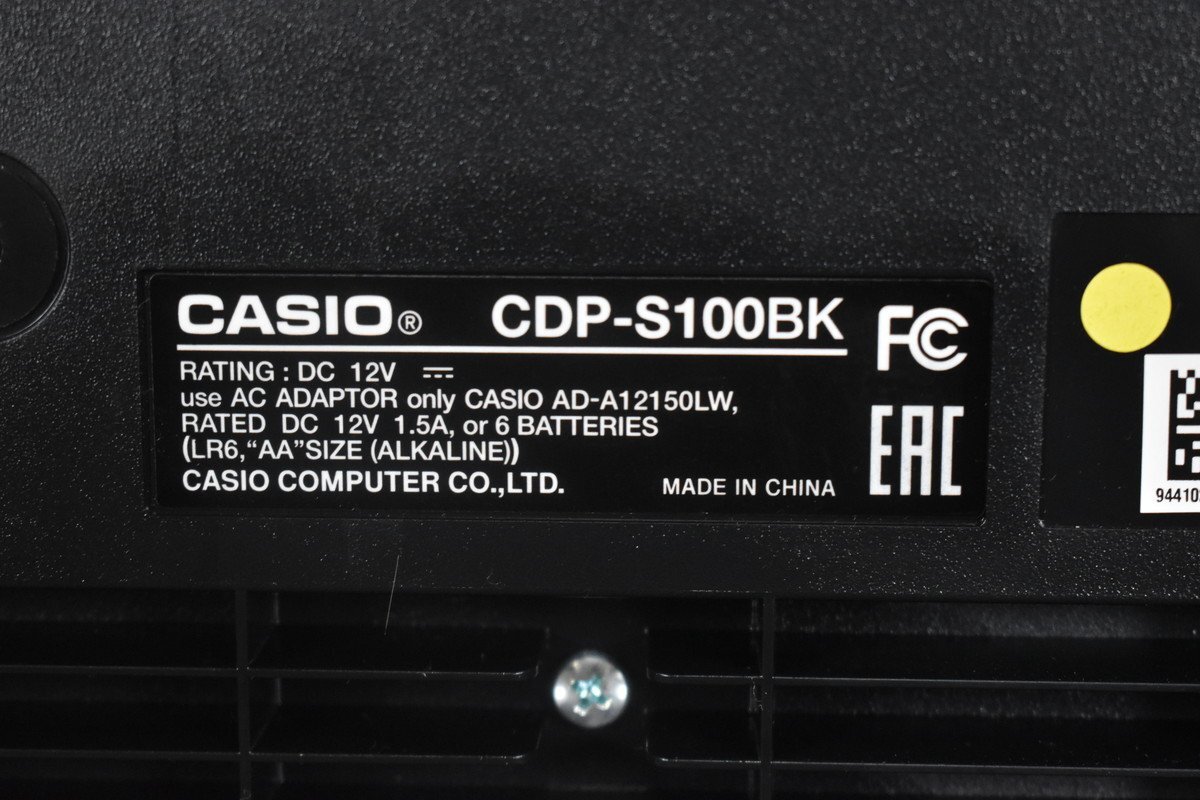 CASIO® CDP-S100BK
FC
RATING : DC 12V
use AC ADAPTOR only CASIO AD-A12150LW,
RATED DC 12V 1.5A, or 6 BATTERIES
(LR6,“AA”SIZE (ALKALINE))
EAC
CASIO COMPUTER CO.,LTD. MADE IN CHINA